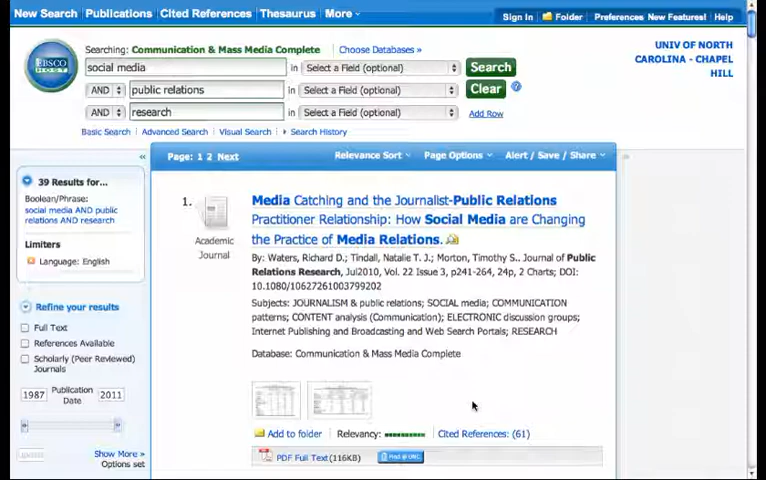 New Search Publications Cited References Thesaurus More
Sign In Folder Preferences New Features! Help
Searching: Communication & Mass Media Complete Choose Databases »
UNIV OF NORTH
CAROLINA - CHAPEL
HILL
EBSCO
HOST
social media in Select a Field (optional) Search
AND public relations in Select a Field (optional) Clear
AND research in Select a Field (optional) Add Row
Basic Search Advanced Search Visual Search Search History
« Page: 1 2 Next Relevance Sort Page Options Alert / Save / Share »
39 Results for...
Boolean/Phrase:
social media AND public
relations AND research
Limiters
Language: English
Refine your results
Full Text
References Available
Scholarly (Peer Reviewed)
Journals
1987 Publication Date 2011
Show More »
Options set
1.
Academic
Journal
Media Catching and the Journalist-Public Relations
Practitioner Relationship: How Social Media are Changing
the Practice of Media Relations.
By: Waters, Richard D.; Tindall, Natalie T. J.; Morton, Timothy S.. Journal of Public
Relations Research, Jul2010, Vol. 22 Issue 3, p241-264, 24p, 2 Charts; DOI:
10.1080/10627261003799202
Subjects: JOURNALISM & public relations; SOCIAL media; COMMUNICATION
patterns; CONTENT analysis (Communication); ELECTRONIC discussion groups;
Internet Publishing and Broadcasting and Web Search Portals; RESEARCH
Database: Communication & Mass Media Complete
Add to folder Relevancy: Cited References: (61)
PDF Full Text (116KB) Find @ UNC